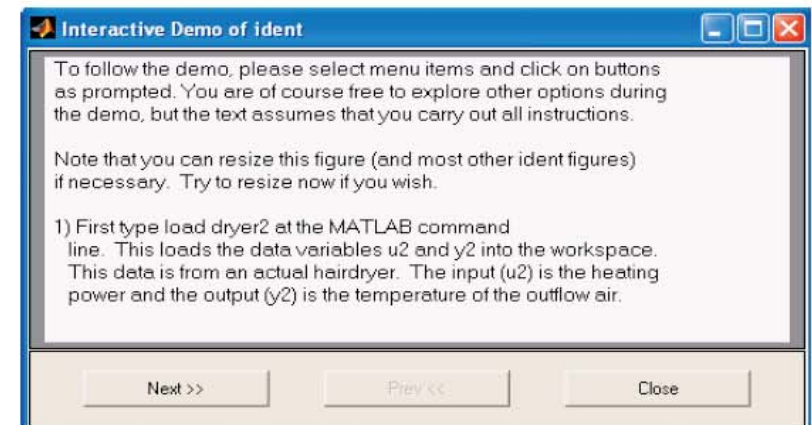 Interactive Demo of ident
To follow the demo, please select menu items and click on buttons
as prompted. You are of course free to explore other options during
the demo, but the text assumes that you carry out all instructions.
Note that you can resize this figure (and most other ident figures)
if necessary. Try to resize now if you wish.
1) First type load dryer2 at the MATLAB command
line. This loads the data variables u2 and y2 into the workspace.
This data is from an actual hairdryer. The input (u2) is the heating
power and the output (y2) is the temperature of the outflow air.
Next >>
Prev <<
Close